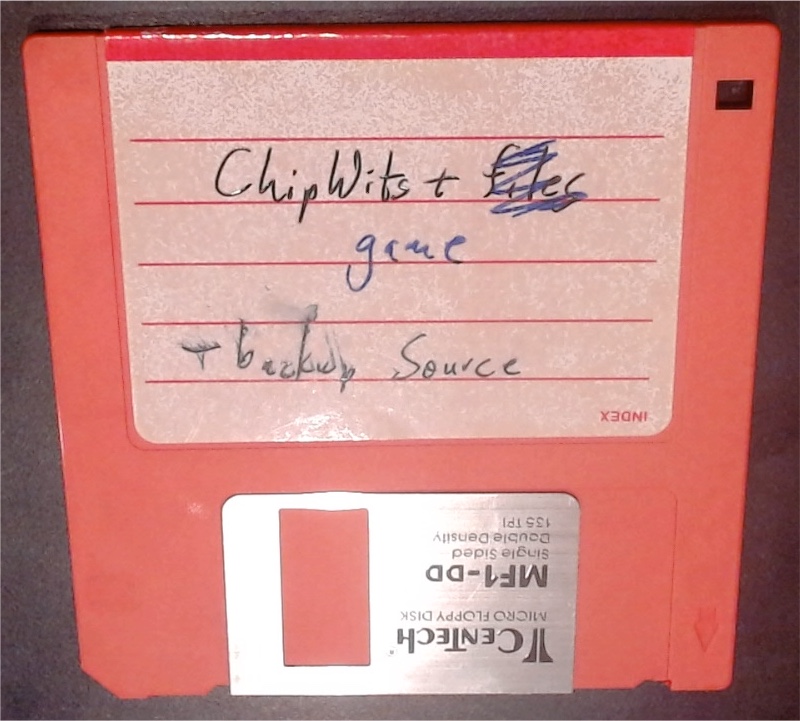 ChipWits + files
game
+ backup Source
INDEX
135 TPI
Double Density
Single Sided
MF1-DD
MICRO FLOPPY DISK
CENTECH®